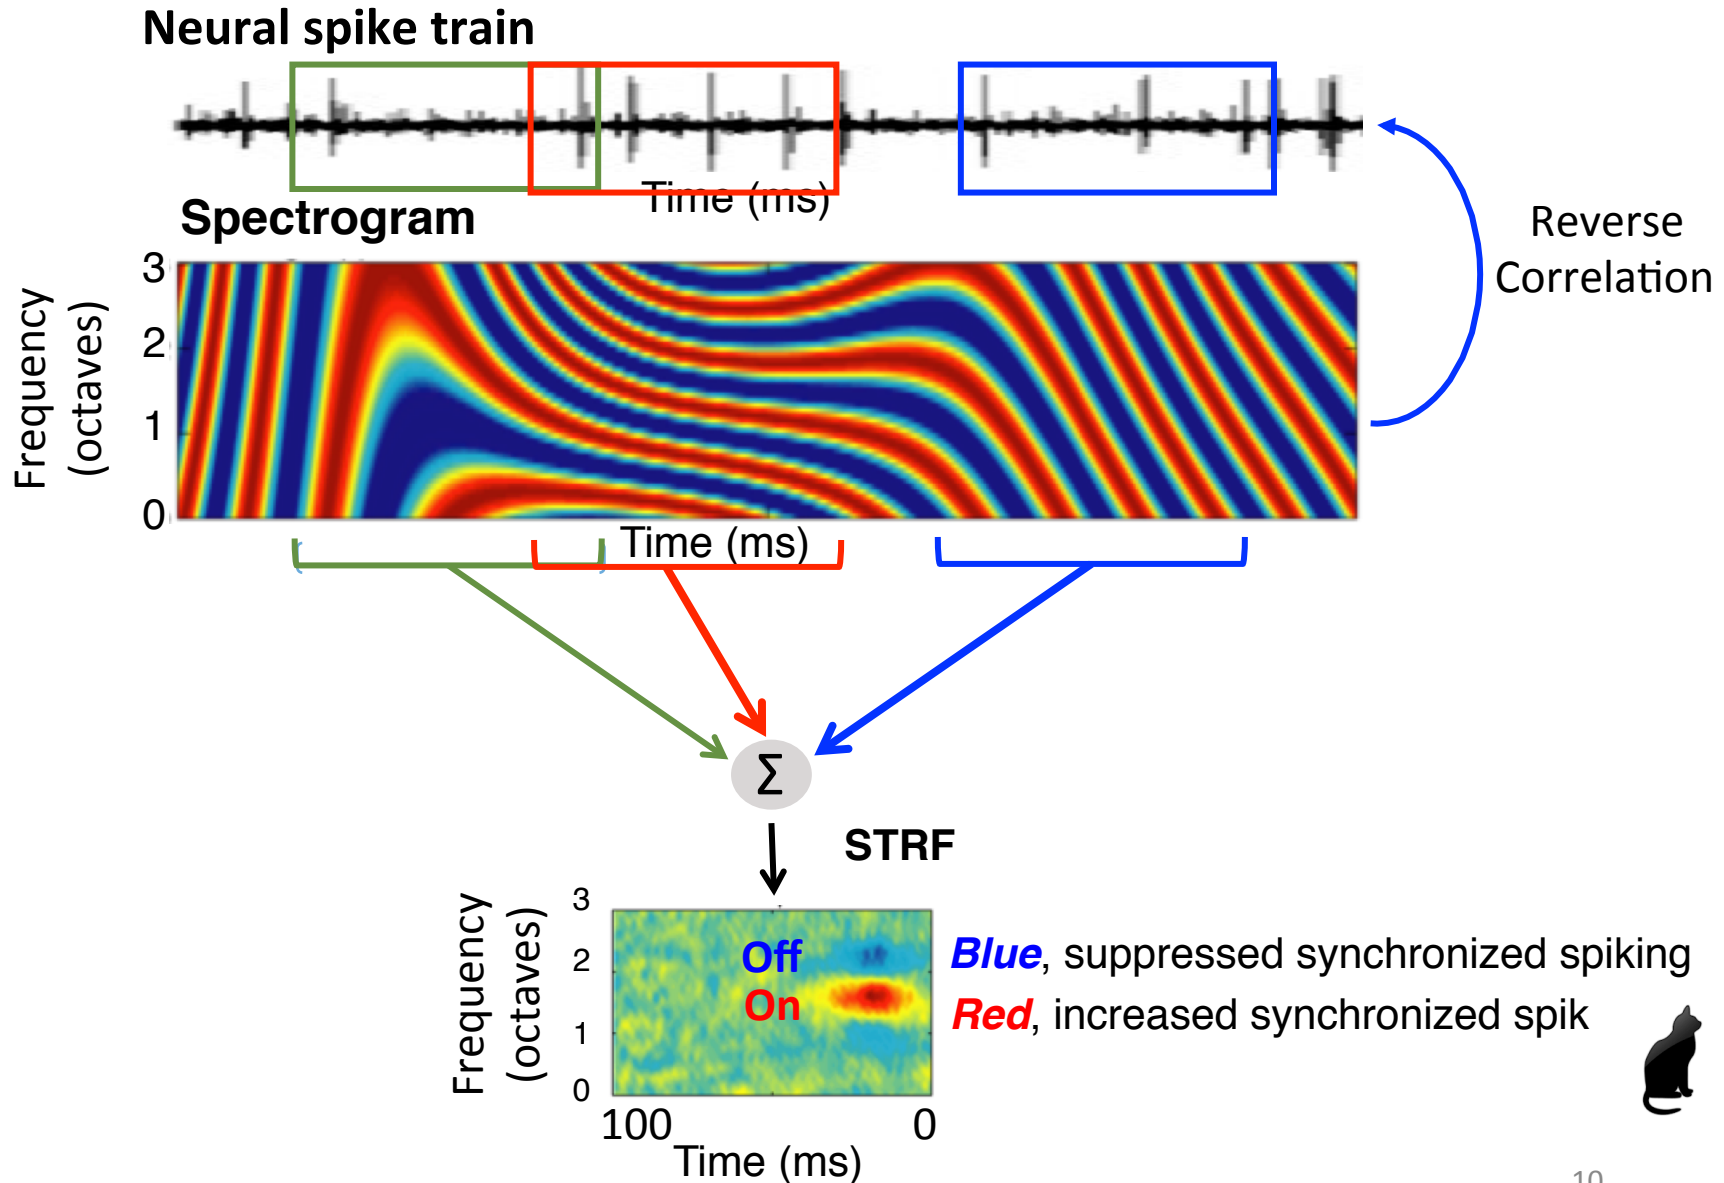 Neural spike train
Time (ms)
Spectrogram
Reverse
Correlation
Frequency
(octaves)
3
2
1
0
Time (ms)
Σ
STRF
Frequency
(octaves)
3
2
1
0
Off
On
Blue, suppressed synchronized spiking
Red, increased synchronized spik
100
0
Time (ms)
10